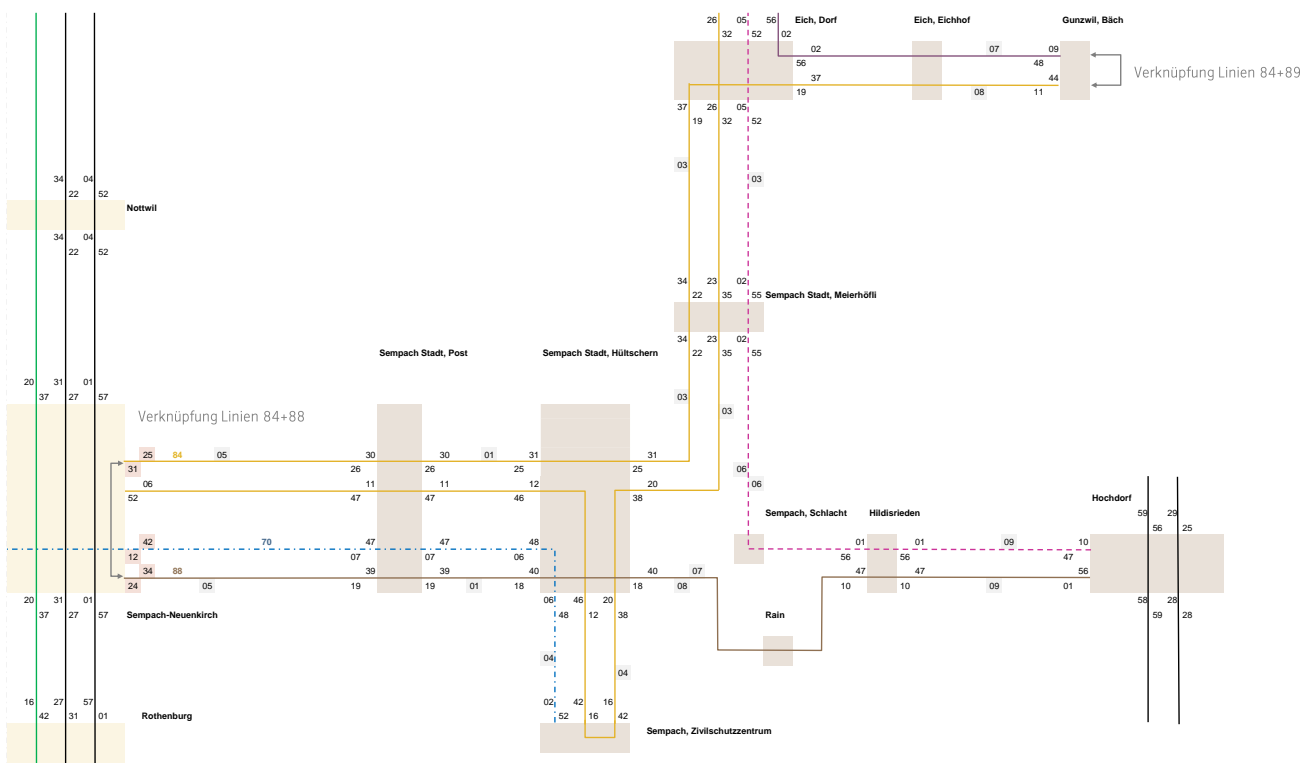 26 05 56 Eich, Dorf Eich, Eichhof Gunzwil, Bäch
32 52 02
02 07 09
56 48
Verknüpfung Linien 84+89
37 44
19 08 11
37 26 05
19 32 52
03 03
34 04
22 52
Nottwil
34 04
22 52
34 23 02
22 35 55 Sempach Stadt, Meierhöfli
34 23 02
22 35 55
Sempach Stadt, Post Sempach Stadt, Hültschern
20 31 01
37 27 57
03
03
Verknüpfung Linien 84+88
25 84 05 30 30 01 31 31
31 26 26 25 25
06 11 11 12 20
52 47 47 46 38
06
06
Hochdorf
Sempach, Schlacht Hildisrieden
59 29
56 25
42 70 47 47 48 01 01 09 10
12 07 07 06 56 56 47
34 88 39 39 40 40 07 47 47 56
24 05 19 19 01 18 18 08 10 10 09 01
20 31 01 06 46 20 58 28
37 27 57 Sempach-Neuenkirch 48 12 38 Rain 59 28
04
04
16 27 57 02 42 16
42 31 01 Rothenburg 52 16 42
Sempach, Zivilschutzzentrum